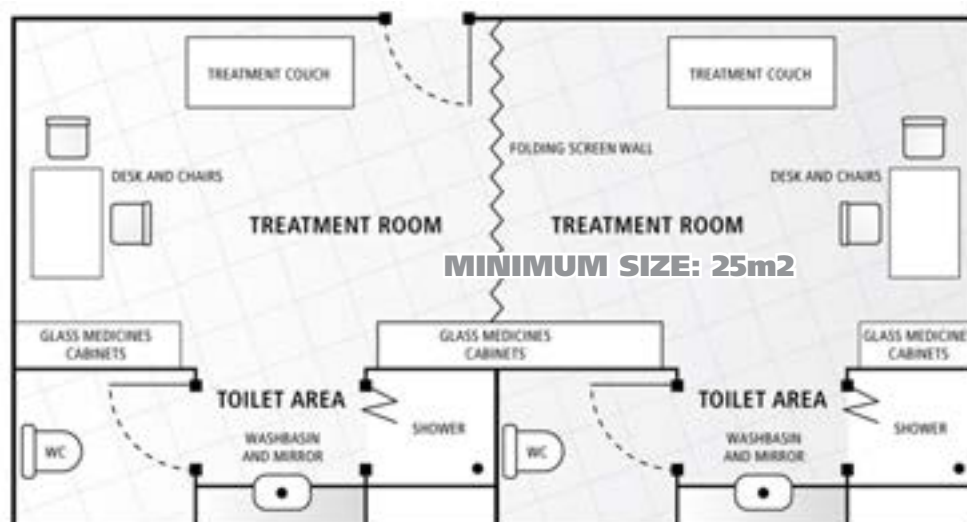 TREATMENT COUCH
TREATMENT COUCH
FOLDING SCREEN WALL
DESK AND CHAIRS
DESK AND CHAIRS
TREATMENT ROOM
TREATMENT ROOM
MINIMUM SIZE: 25m2
GLASS MEDICINES
CABINETS
GLASS MEDICINES
CABINETS
GLASS MEDICINE
CABINETS
TOILET AREA
TOILET AREA
WC
WASHBASIN
AND MIRROR
SHOWER
WC
WASHBASIN
AND MIRROR
SHOWER